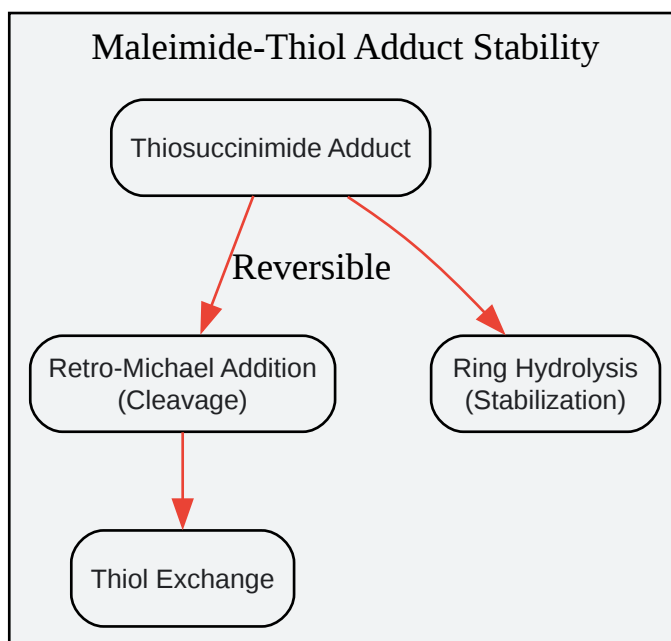 Maleimide-Thiol Adduct Stability
Thiosuccinimide Adduct
Reversible
Retro-Michael Addition
(Cleavage)
Ring Hydrolysis
(Stabilization)
Thiol Exchange